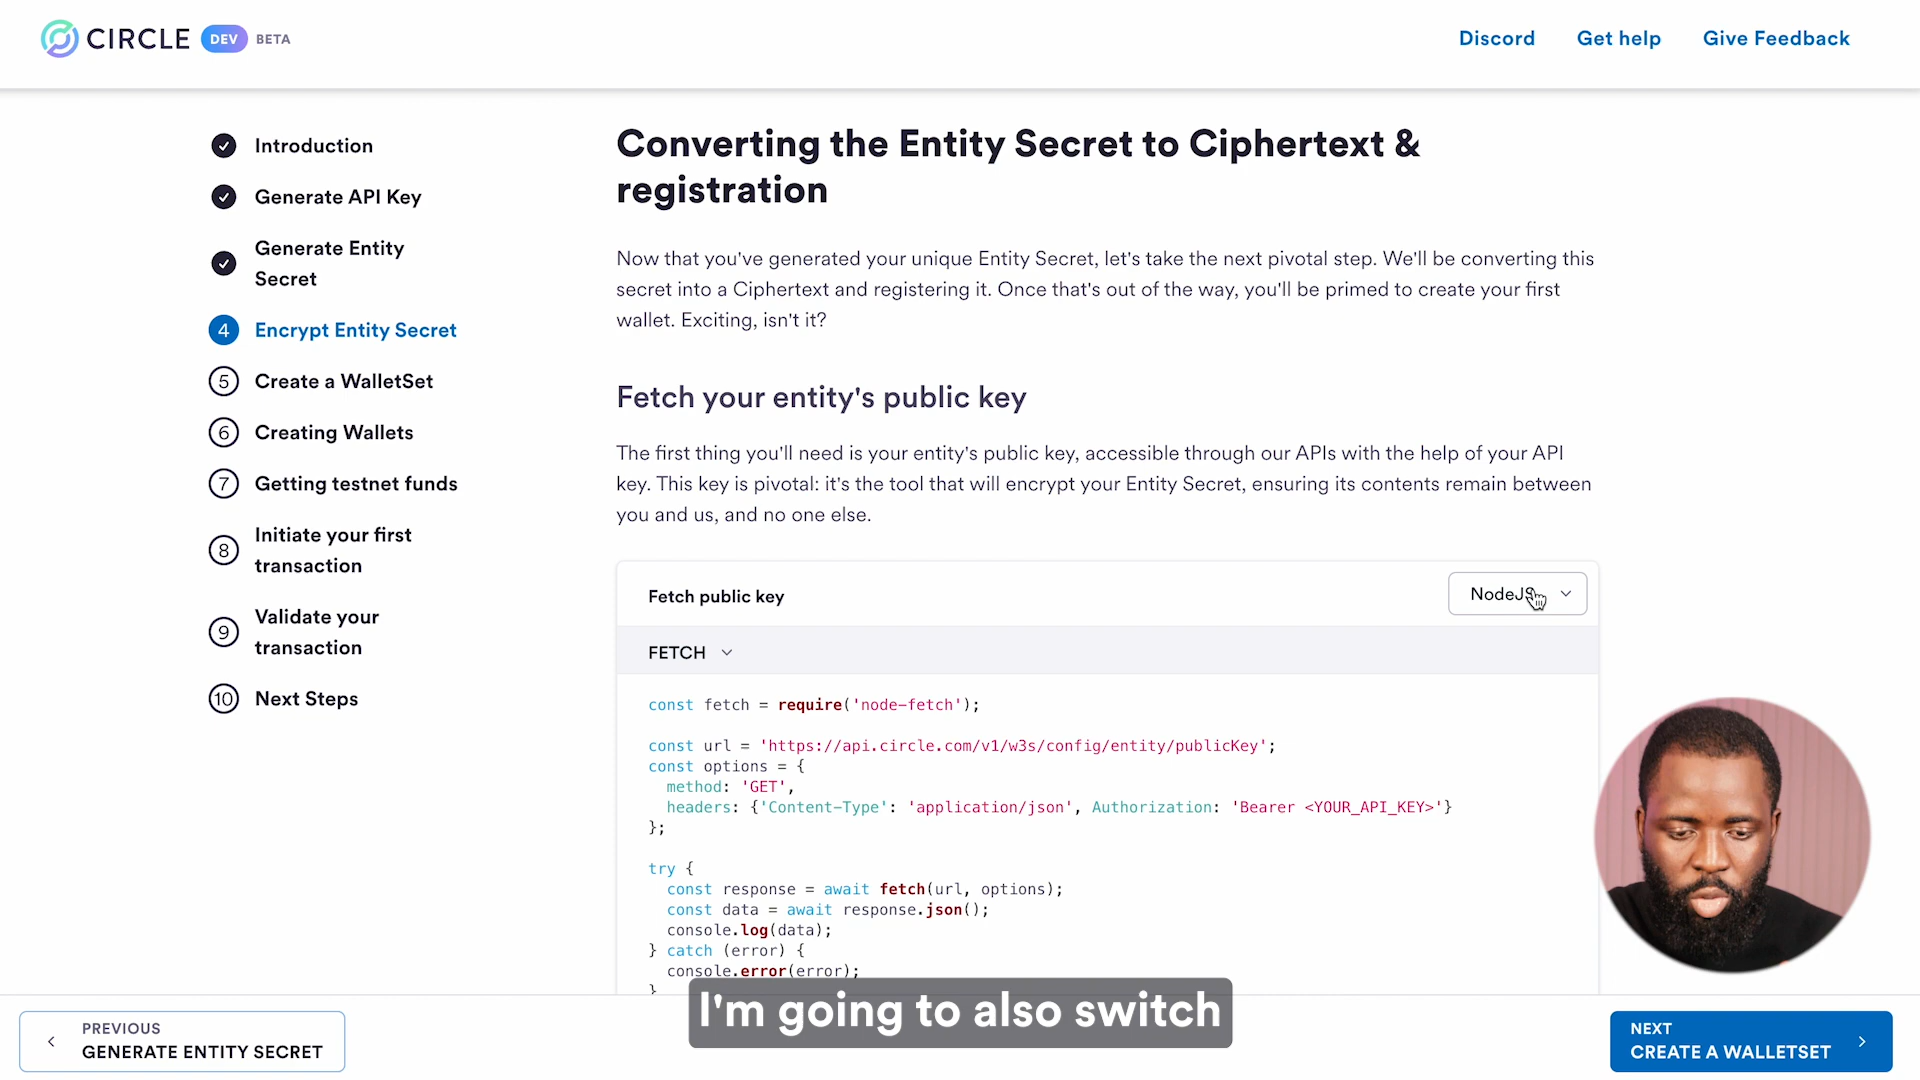 CIRCLE DEV BETA
Discord Get help Give Feedback
Introduction
Generate API Key
Generate Entity
Secret
4 Encrypt Entity Secret
5 Create a WalletSet
6 Creating Wallets
7 Getting testnet funds
8 Initiate your first
transaction
9 Validate your
transaction
10 Next Steps
Converting the Entity Secret to Ciphertext &
registration
Now that you've generated your unique Entity Secret, let's take the next pivotal step. We'll be converting this
secret into a Ciphertext and registering it. Once that's out of the way, you'll be primed to create your first
wallet. Exciting, isn't it?
Fetch your entity's public key
The first thing you'll need is your entity's public key, accessible through our APIs with the help of your API
key. This key is pivotal: it's the tool that will encrypt your Entity Secret, ensuring its contents remain between
you and us, and no one else.
Fetch public key
NodeJS
FETCH
const fetch = require('node-fetch');
const url = 'https://api.circle.com/v1/w3s/config/entity/publicKey';
const options = {
method: 'GET',
headers: {'Content-Type': 'application/json', Authorization: 'Bearer <YOUR_API_KEY>'}
};
try {
const response = await fetch(url, options);
const data = await response.json();
console.log(data);
} catch (error) {
console.error(error);
}
I'm going to also switch
PREVIOUS
GENERATE ENTITY SECRET
NEXT
CREATE A WALLETSET